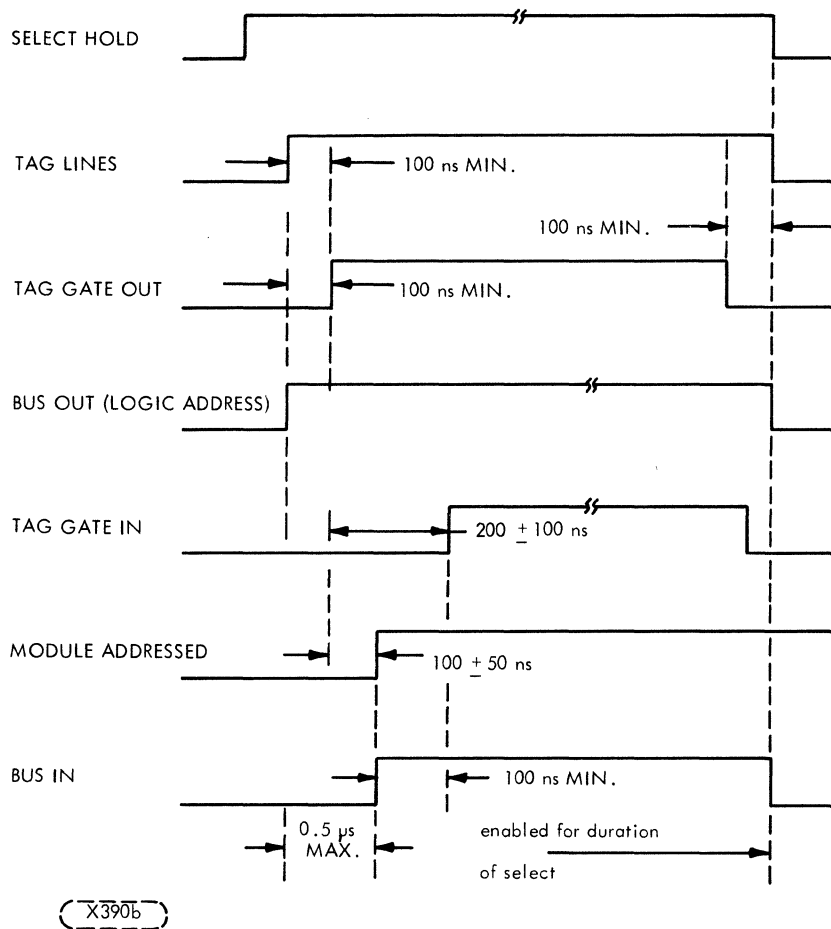 SELECT HOLD
TAG LINES
100 ns MIN.
100 ns MIN.
TAG GATE OUT
100 ns MIN.
BUS OUT (LOGIC ADDRESS)
TAG GATE IN
200 ± 100 ns
MODULE ADDRESSED
100 ± 50 ns
BUS IN
100 ns MIN.
0.5 μs
MAX.
enabled for duration
of select
X390b